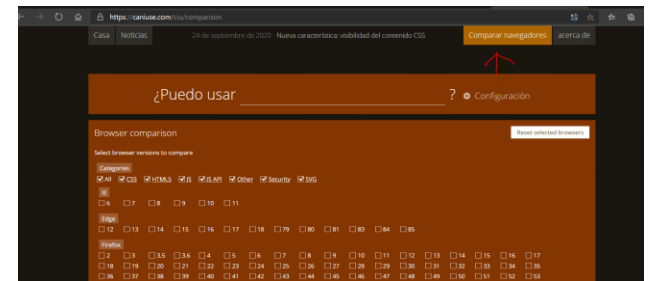 https://caniuse.com/ciu/comparison
Casa Noticias 24 de septiembre de 2020 - Nueva característica: visibilidad del contenido CSS Comparar navegadores acerca de
¿Puedo usar ? Configuración
Browser comparison Reset selected browsers
Select browser versions to compare
Categories
All CSS HTML5 JS JS API Other Security SVG
IE
6 7 8 9 10 11
Edge
12 13 14 15 16 17 18 79 80 81 83 84 85
Firefox
2 3 3.5 3.6 4 5 6 7 8 9 10 11 12 13 14 15 16 17
18 19 20 21 22 23 24 25 26 27 28 29 30 31 32 33 34 35
36 37 38 39 40 41 42 43 44 45 46 47 48 49 50 51 52 53